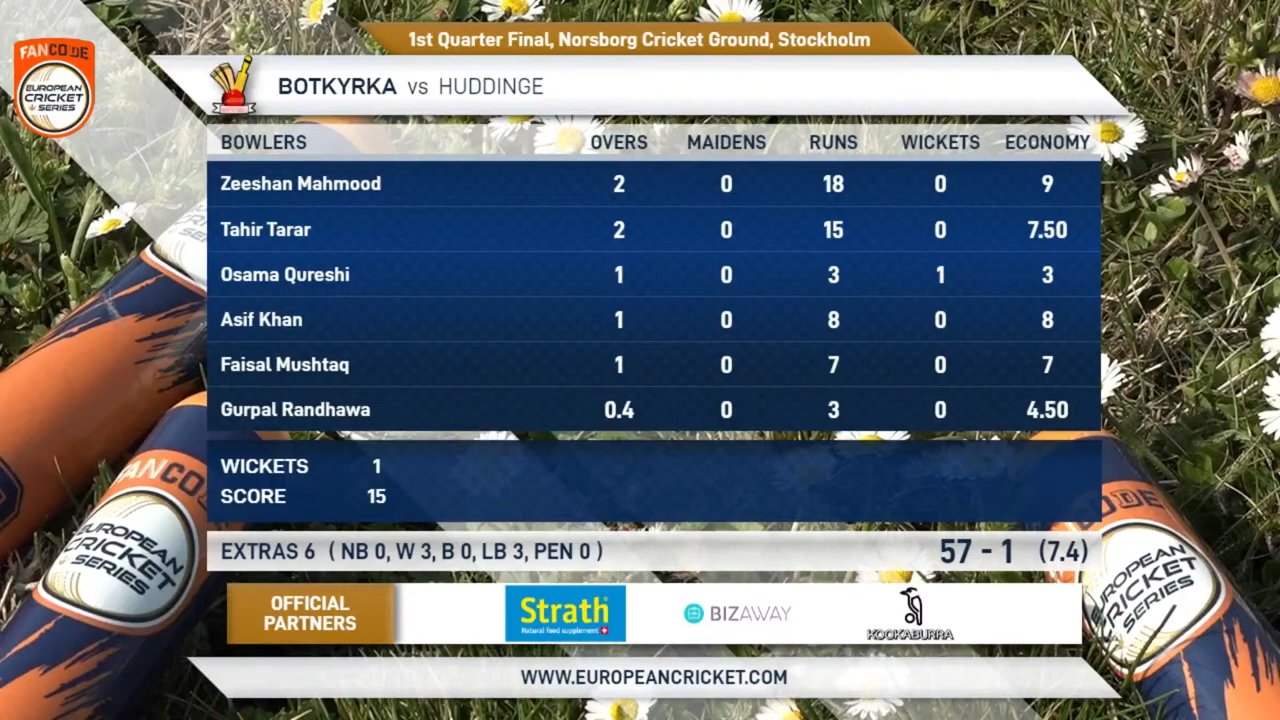 1st Quarter Final, Norsborg Cricket Ground, Stockholm
FANCODE
EUROPEAN
CRICKET
SERIES
BOTKYRKA vs HUDDINGE
BOWLERS OVERS MAIDENS RUNS WICKETS ECONOMY
Zeeshan Mahmood 2 0 18 0 9
Tahir Tarar 2 0 15 0 7.50
Osama Qureshi 1 0 3 1 3
Asif Khan 1 0 8 0 8
Faisal Mushtaq 1 0 7 0 7
Gurpal Randhawa 0.4 0 3 0 4.50
WICKETS 1
SCORE 15
EXTRAS 6 ( NB 0, W 3, B 0, LB 3, PEN 0 )
57 - 1 (7.4)
FANCO
EUROPEAN
CRICKET
SERIES
ODE
UROPEAN
CRICKET
SERIES
OFFICIAL
PARTNERS
Strath
Natural food supplement
BIZAWAY
KOOKABURRA
WWW.EUROPEANCRICKET.COM